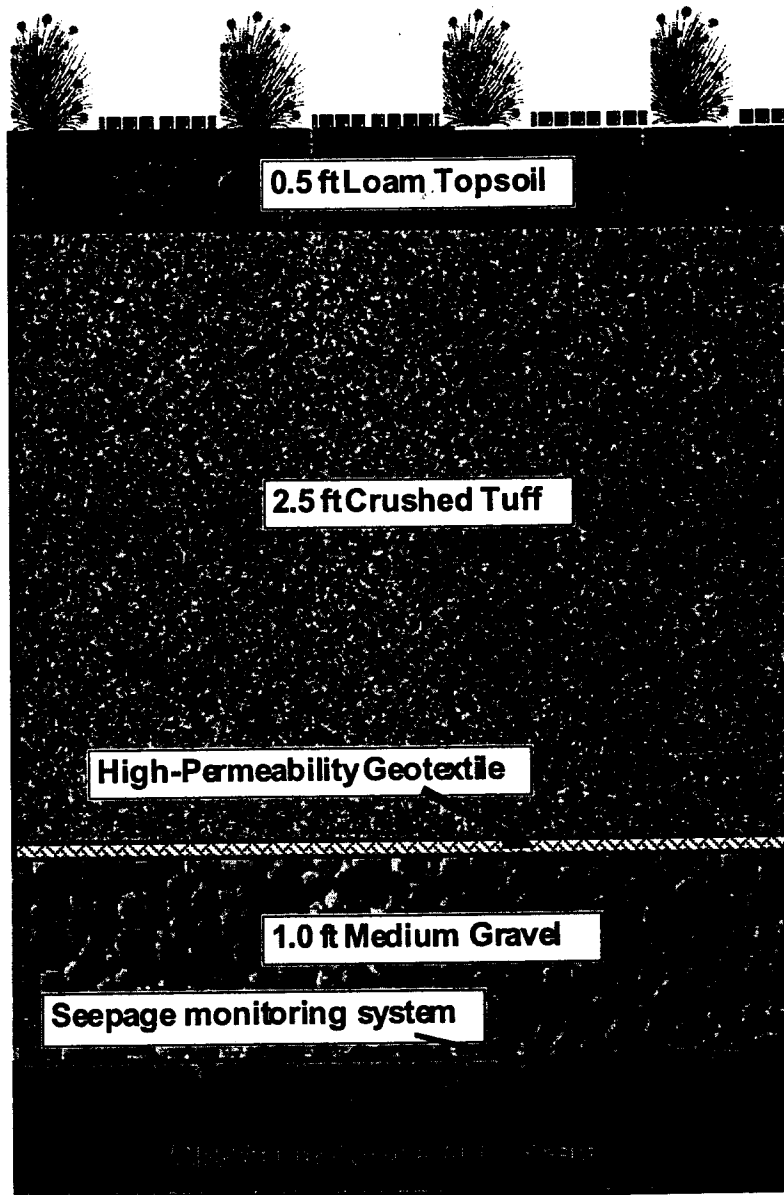 0.5 ft Loam Topsoil
2.5 ft Crushed Tuff
High-Permeability Geotextile
1.0 ft Medium Gravel
Seepage monitoring system